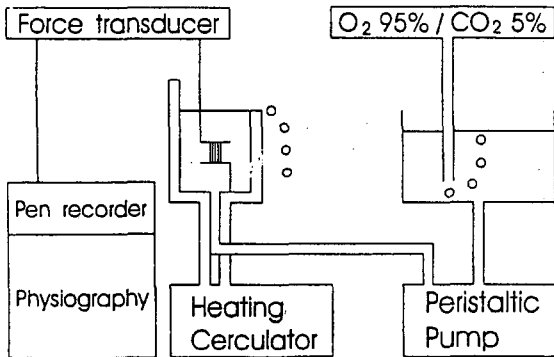 Force transducer
O₂ 95% / CO₂ 5%
Pen recorder
Physiography
Heating
Cerculator
Peristaltic
Pump